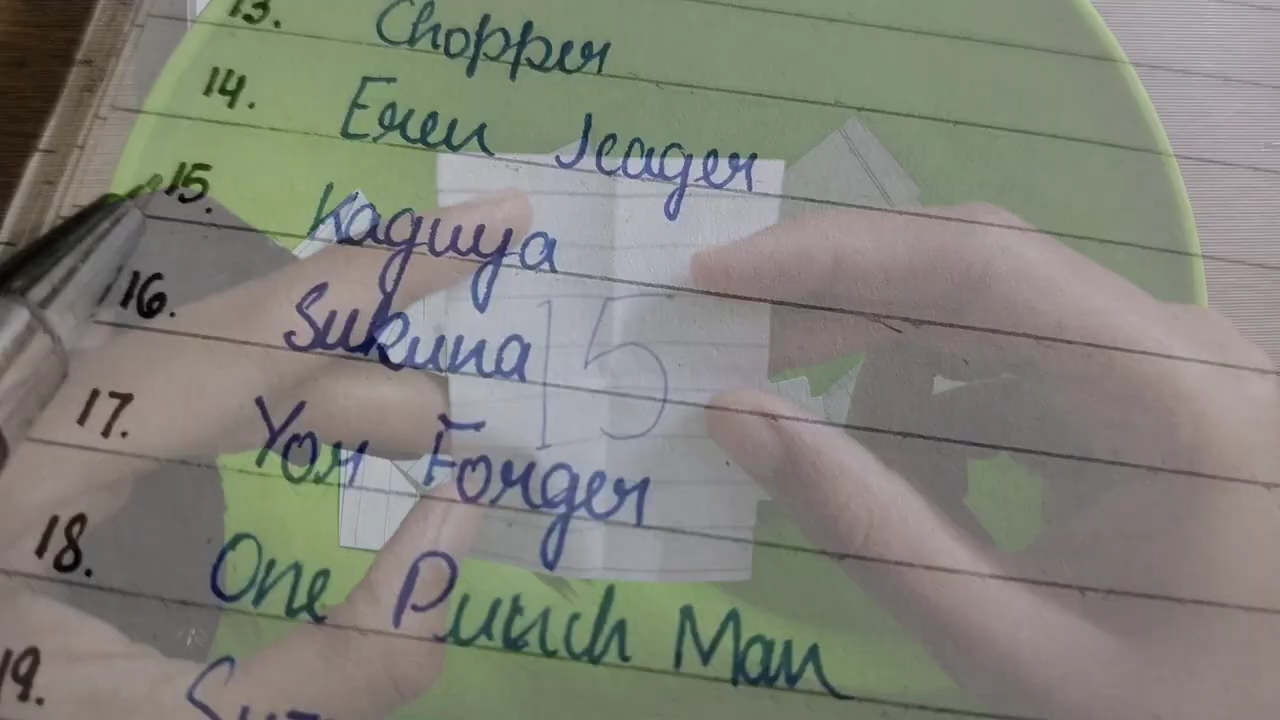 13. Chopper
14. Eren Jeager
15. Kaguya
16. Sukuna
15
17. Yor Forger
18. One Punch Man
19.